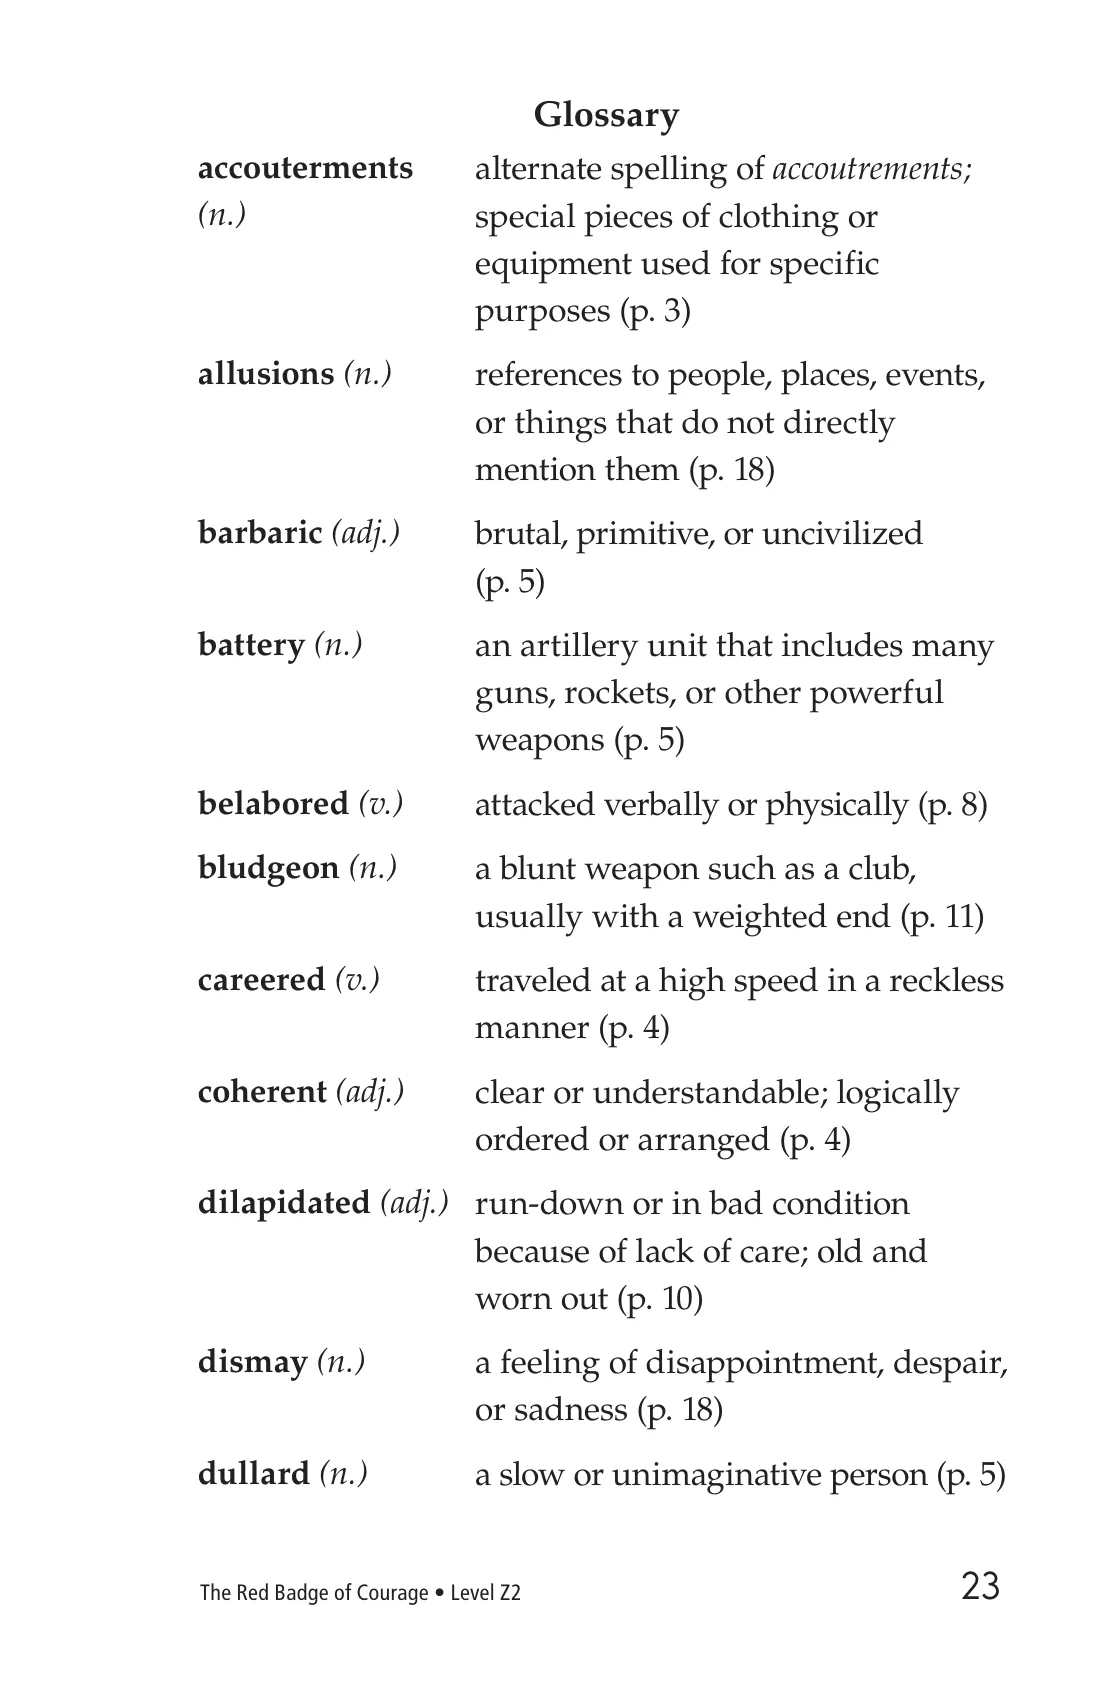 Glossary
accouterments alternate spelling of accoutrements;
(n.) special pieces of clothing or
equipment used for specific
purposes (p. 3)
allusions (n.) references to people, places, events,
or things that do not directly
mention them (p. 18)
barbaric (adj.) brutal, primitive, or uncivilized
(p. 5)
battery (n.) an artillery unit that includes many
guns, rockets, or other powerful
weapons (p. 5)
belabored (v.) attacked verbally or physically (p. 8)
bludgeon (n.) a blunt weapon such as a club,
usually with a weighted end (p. 11)
careered (v.) traveled at a high speed in a reckless
manner (p. 4)
coherent (adj.) clear or understandable; logically
ordered or arranged (p. 4)
dilapidated (adj.) run-down or in bad condition
because of lack of care; old and
worn out (p. 10)
dismay (n.) a feeling of disappointment, despair,
or sadness (p. 18)
dullard (n.) a slow or unimaginative person (p. 5)
The Red Badge of Courage • Level Z2 23